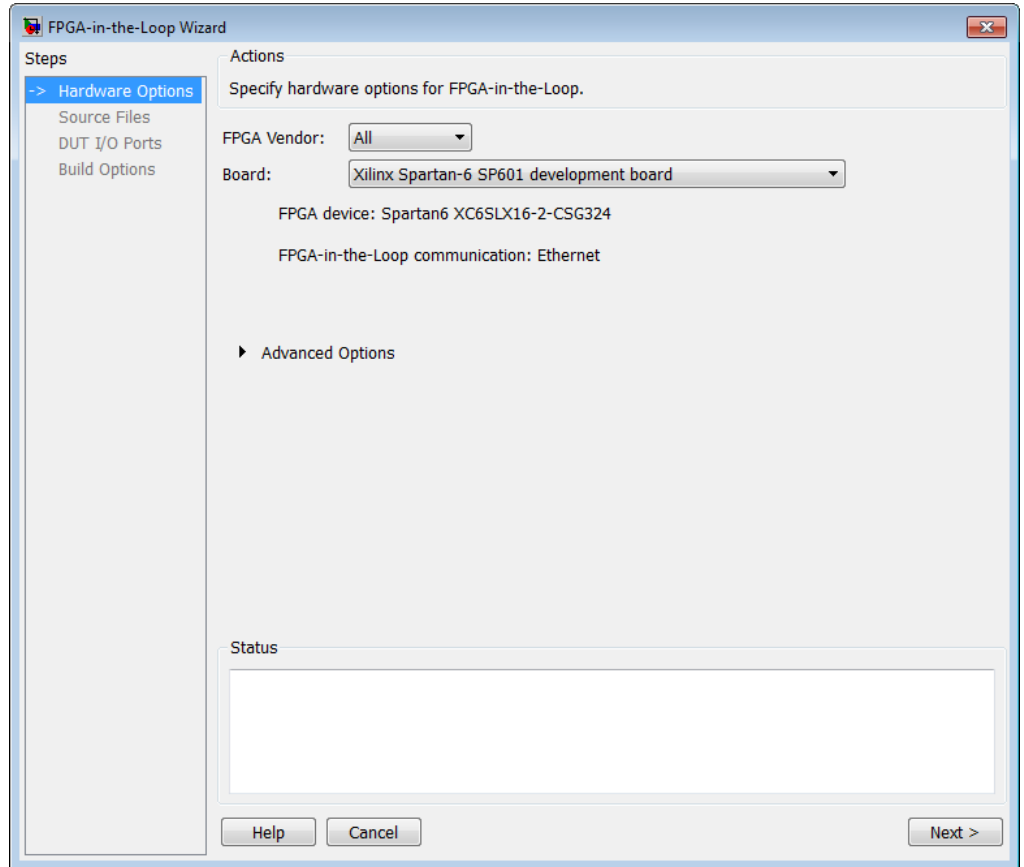 FPGA-in-the-Loop Wizard
Steps
-> Hardware Options
Source Files
DUT I/O Ports
Build Options
Actions
Specify hardware options for FPGA-in-the-Loop.
FPGA Vendor: All
Board: Xilinx Spartan-6 SP601 development board
FPGA device: Spartan6 XC6SLX16-2-CSG324
FPGA-in-the-Loop communication: Ethernet
Advanced Options
Status
Help Cancel Next >